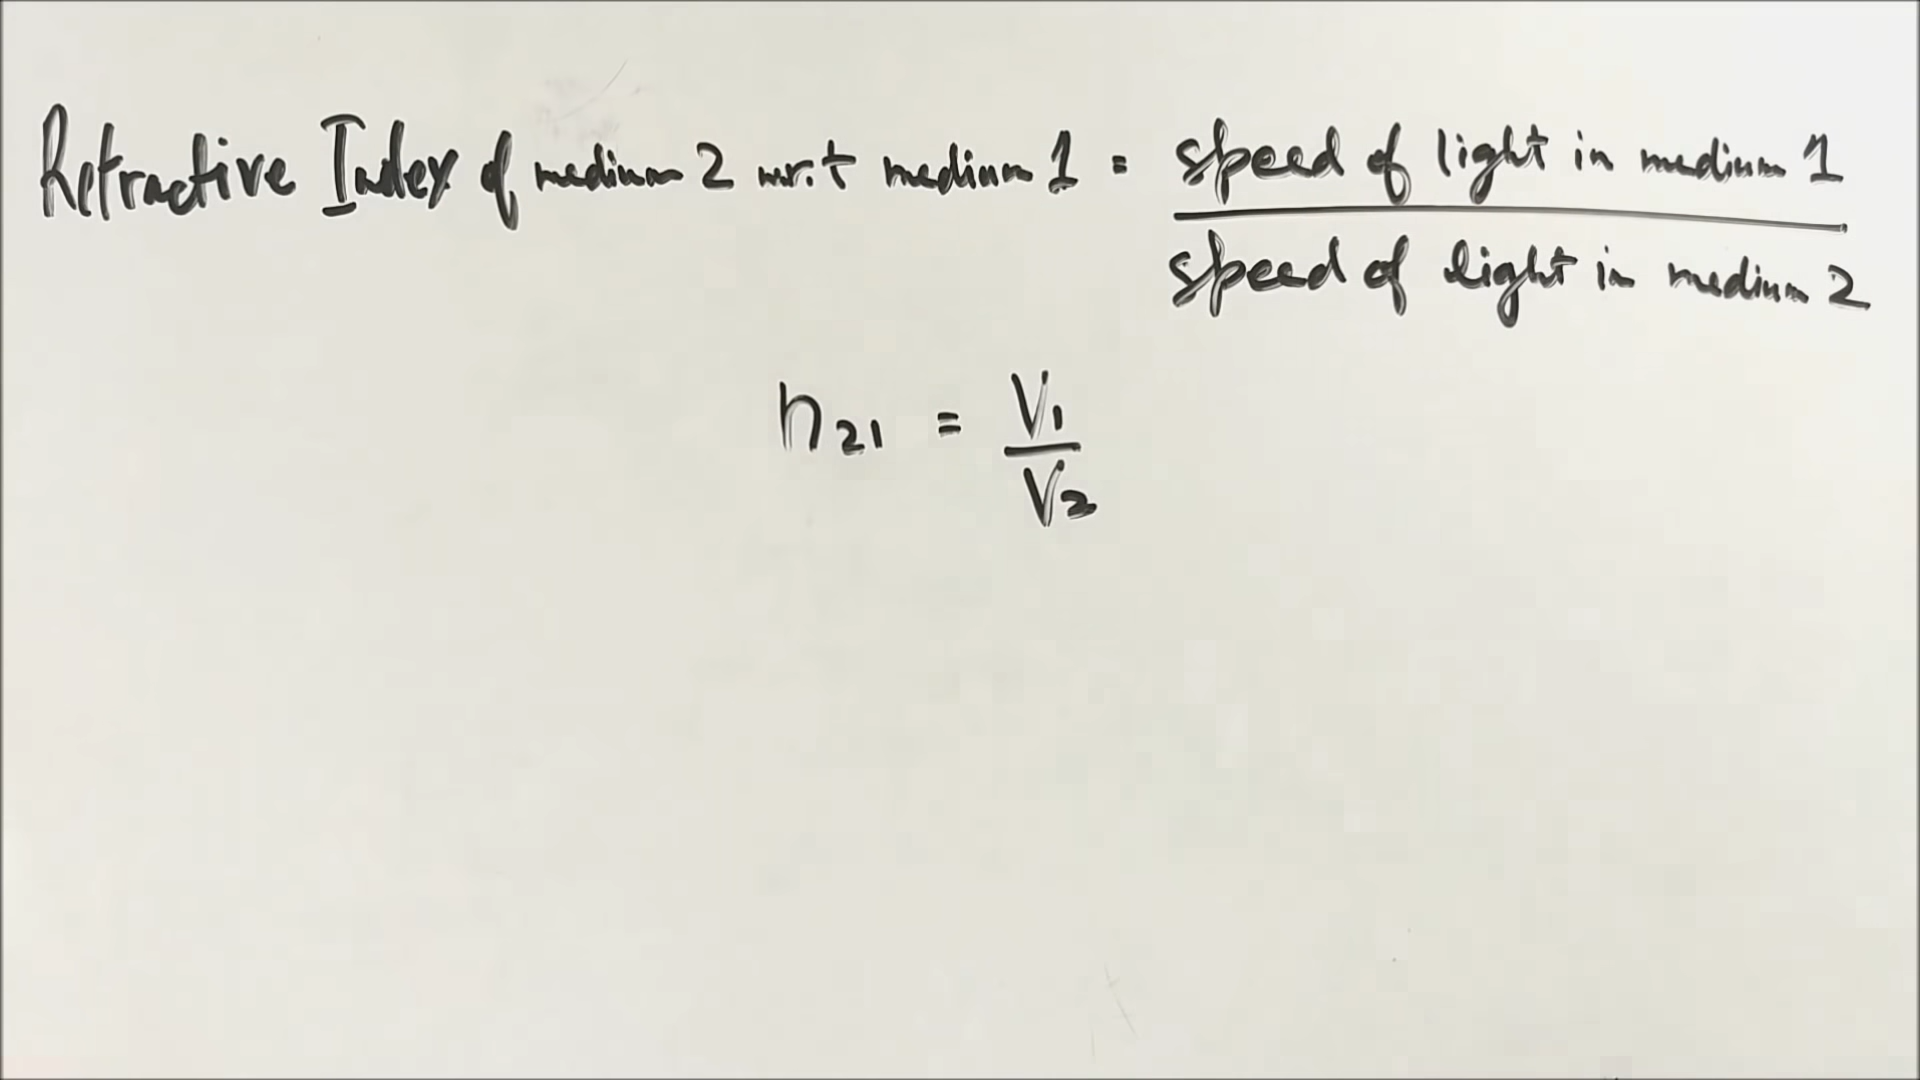 Refractive Index of medium 2 w.r.t medium 1 = speed of light in medium 1
speed of light in medium 2
n21 = V1
V2